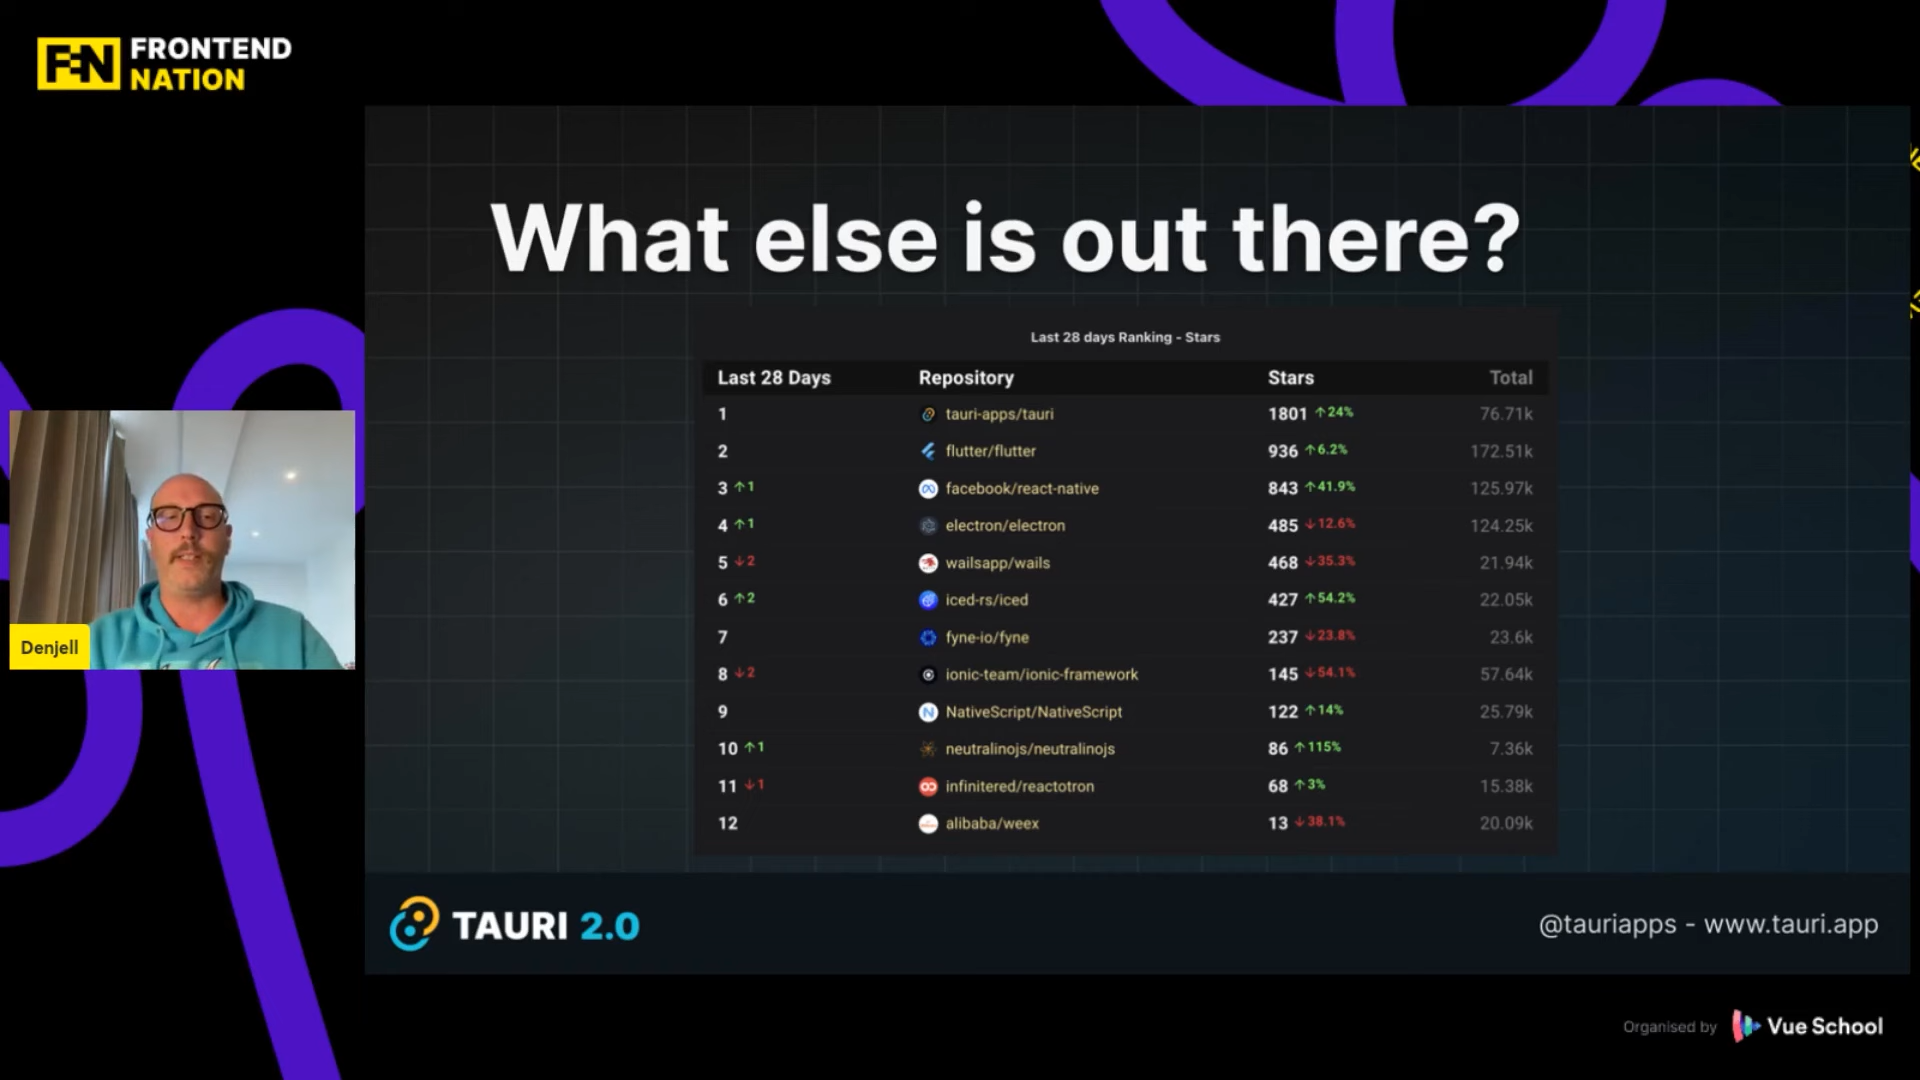 FRONTEND
NATION
What else is out there?
Last 28 days Ranking - Stars
Last 28 Days Repository Stars Total
1 tauri-apps/tauri 1801 ↑24% 76.71k
2 flutter/flutter 936 ↑6.2% 172.51k
3 ↑1 facebook/react-native 843 ↑41.9% 125.97k
4 ↑1 electron/electron 485 ↓12.6% 124.25k
5 ↓2 wailsapp/wails 468 ↓35.3% 21.94k
6 ↑2 iced-rs/iced 427 ↑54.2% 22.05k
7 fyne-io/fyne 237 ↓23.8% 23.6k
8 ↓2 ionic-team/ionic-framework 145 ↓54.1% 57.64k
9 NativeScript/NativeScript 122 ↑14% 25.79k
10 ↑1 neutralinojs/neutralinojs 86 ↑115% 7.36k
11 ↓1 infinitered/reactotron 68 ↑3% 15.38k
12 alibaba/weex 13 ↓38.1% 20.09k
Denjell
TAURI 2.0
@tauriapps - www.tauri.app
Organised by Vue School